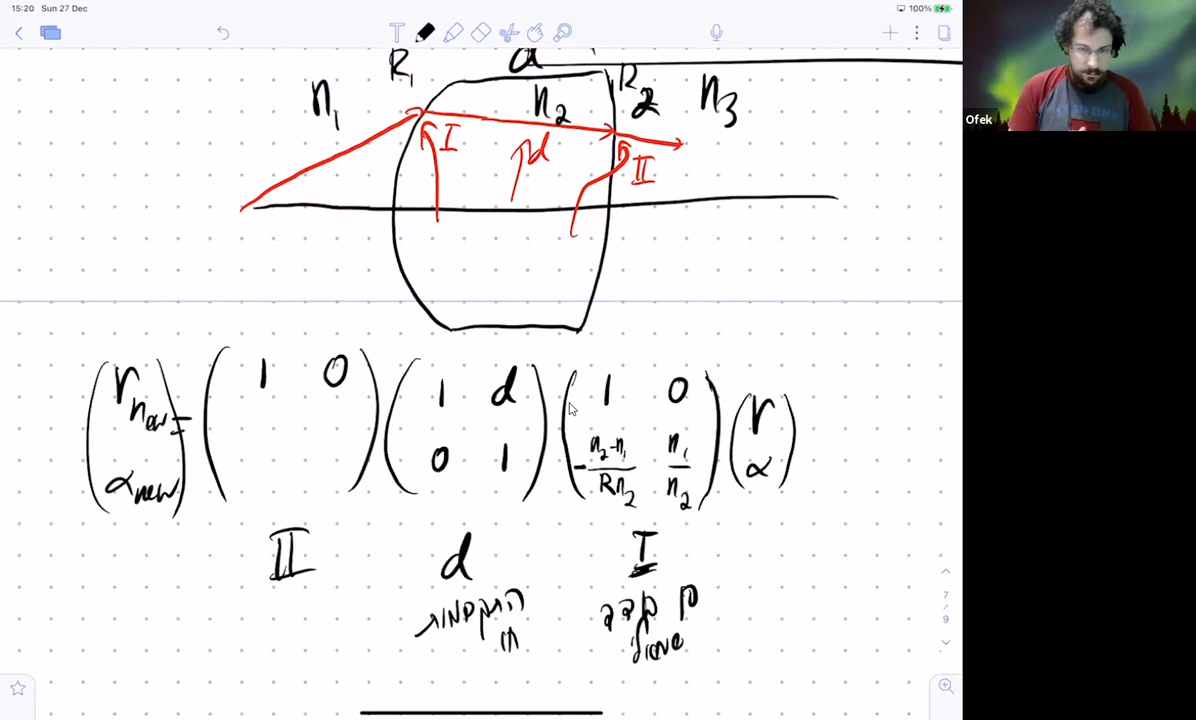 15:20 Sun 27 Dec
100%
Ofek
R₁ d R₂
n₁ n₂ n₃
I d II
(r_new α_new) = (1 0) (1 d 0 1) (1 0 -(n₂-n₁)/(Rn₂) n₁/n₂) (r α)
II d I
התקדמות
7/9